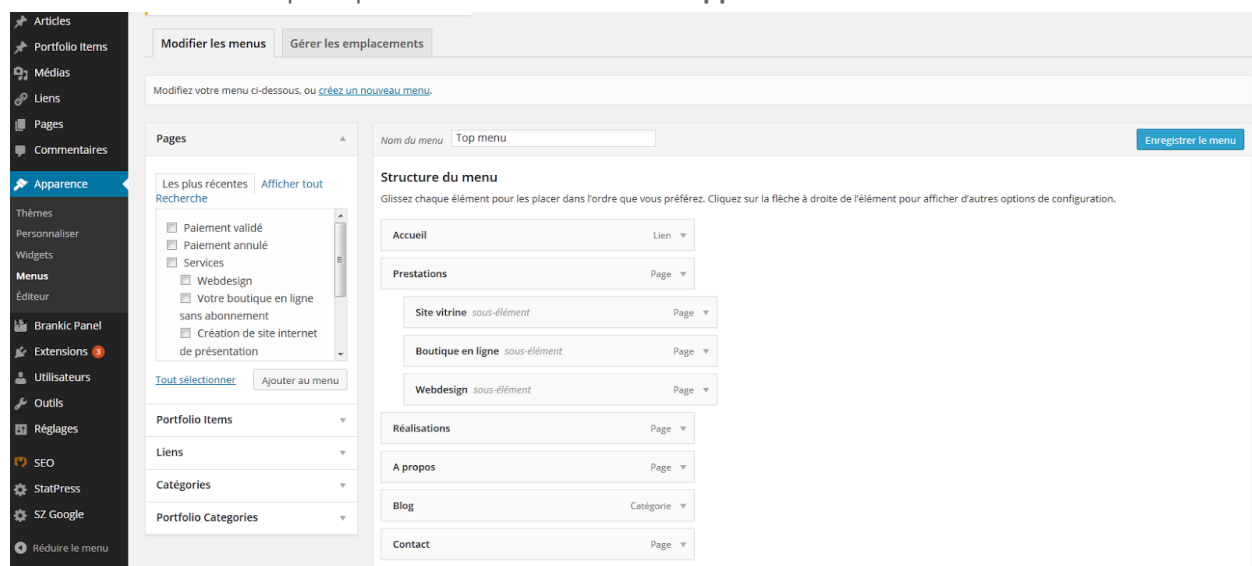 Articles
Portfolio Items
Médias
Liens
Pages
Commentaires
Apparence
Thèmes
Personnaliser
Widgets
Menus
Éditeur
Brankic Panel
Extensions 3
Utilisateurs
Outils
Réglages
SEO
StatPress
SZ Google
Réduire le menu
Modifier les menus Gérer les emplacements
Modifiez votre menu ci-dessous, ou créez un nouveau menu.
Pages
Les plus récentes Afficher tout
Recherche
Paiement validé
Paiement annulé
Services
Webdesign
Votre boutique en ligne
sans abonnement
Création de site internet
de présentation
Tout sélectionner Ajouter au menu
Portfolio Items
Liens
Catégories
Portfolio Categories
Nom du menu Top menu Enregistrer le menu
Structure du menu
Glissez chaque élément pour les placer dans l'ordre que vous préférez. Cliquez sur la flèche à droite de l'élément pour afficher d'autres options de configuration.
Accueil Lien
Prestations Page
Site vitrine sous-élément Page
Boutique en ligne sous-élément Page
Webdesign sous-élément Page
Réalisations Page
A propos Page
Blog Catégorie
Contact Page